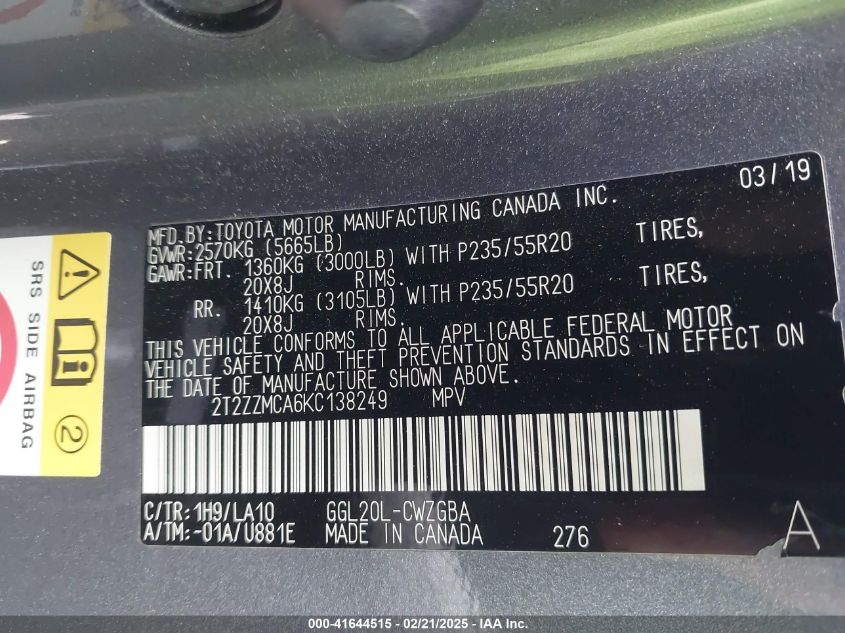 03/19
MFD.BY:TOYOTA MOTOR MANUFACTURING CANADA INC.
GVWR:2570KG (5665LB)
GAWR:FRT. 1360KG (3000LB) WITH P235/55R20 TIRES,
20X8J RIMS.
RR. 1410KG (3105LB) WITH P235/55R20 TIRES,
20X8J RIMS.
THIS VEHICLE CONFORMS TO ALL APPLICABLE FEDERAL MOTOR
VEHICLE SAFETY AND THEFT PREVENTION STANDARDS IN EFFECT ON
THE DATE OF MANUFACTURE SHOWN ABOVE.
2T2ZZMCA6KC138249 MPV
C/TR:1H9/LA10 GGL20L-CWZGBA
A/TM:-01A/U881E MADE IN CANADA 276 A
SRS SIDE AIRBAG
2
000-41644515 - 02/21/2025 - IAA Inc.